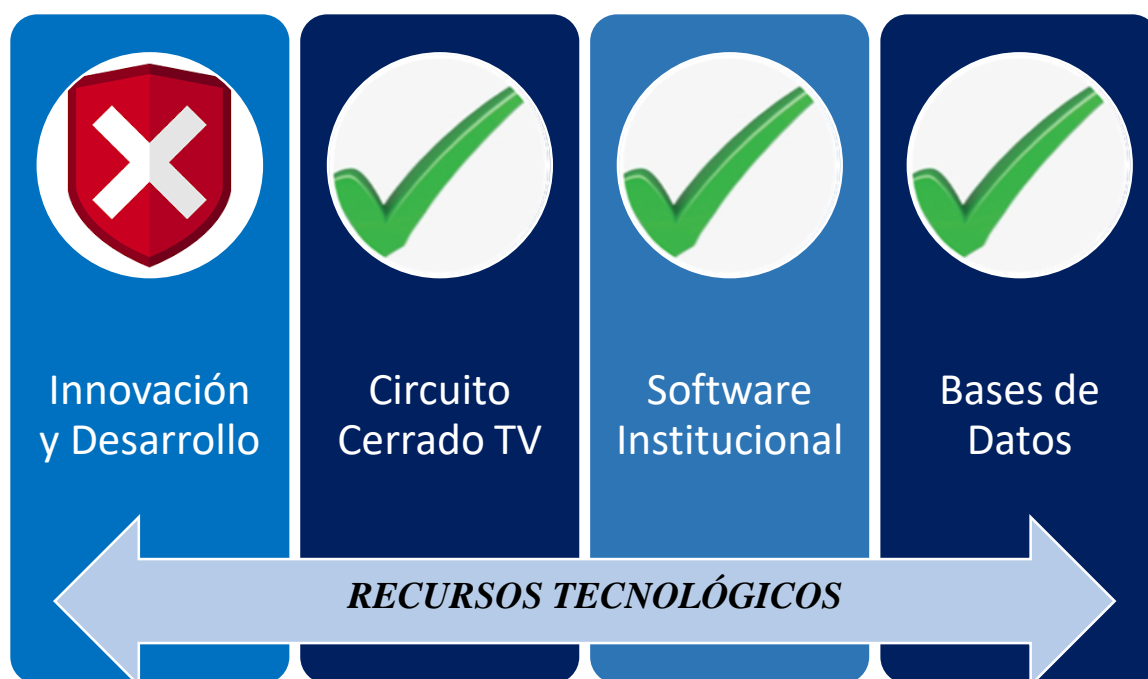 Innovación
y Desarrollo
Circuito
Cerrado TV
Software
Institucional
Bases de
Datos
RECURSOS TECNOLÓGICOS